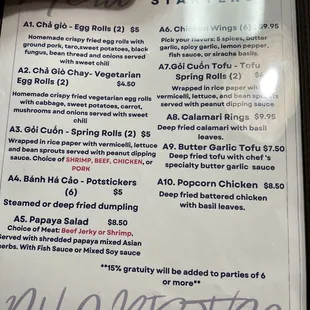 STARTERS
A1. Chả giò - Egg Rolls (2) $5
Homemade crispy fried egg rolls with
ground pork, taro, sweet potatoes, black
fungus, bean, and onions served with
sweet chili
A2. Chả Giò Chay- Vegetarian
Egg Rolls (2) $4.50
Homemade crispy fried vegetarian egg rolls
with cabbage, sweet potatoes, carrot,
mushrooms and onions served with sweet
chili
A3. Gỏi Cuốn - Spring Rolls (2) $5
Wrapped in rice paper with vermicelli, lettuce
and bean sprouts served with peanut dipping
sauce. Choice of SHRIMP, BEEF, CHICKEN, or
PORK
A4. Bánh Há Cảo - Potstickers
(6) $5
Steamed or deep fried dumpling
A5. Papaya Salad $8.50
Choice of Meat: Beef Jerky or Shrimp.
Served with shredded papaya mixed Asian
herbs. With Fish Sauce or Mixed Soy sauce
A6. Chicken Wings (6) $9.95
Pick your flavors: 5 spices, butter
garlic, spicy garlic, lemon pepper,
fish sauce, or siracha basils.
A7. Gỏi Cuốn Tofu - Tofu
Spring Rolls (2)
Wrapped in rice paper with
vermicelli, lettuce, and bean sprouts
served with peanut dipping sauce
A8. Calamari Rings $9.95
Deep fried calamari with basil
leaves.
A9. Butter Garlic Tofu $7.50
Deep fried tofu with chef 's
specialty butter garlic sauce
A10. Popcorn Chicken $8.50
Deep fried battered chicken
with basil leaves.
**15% gratuity will be added to parties of 6
or more**